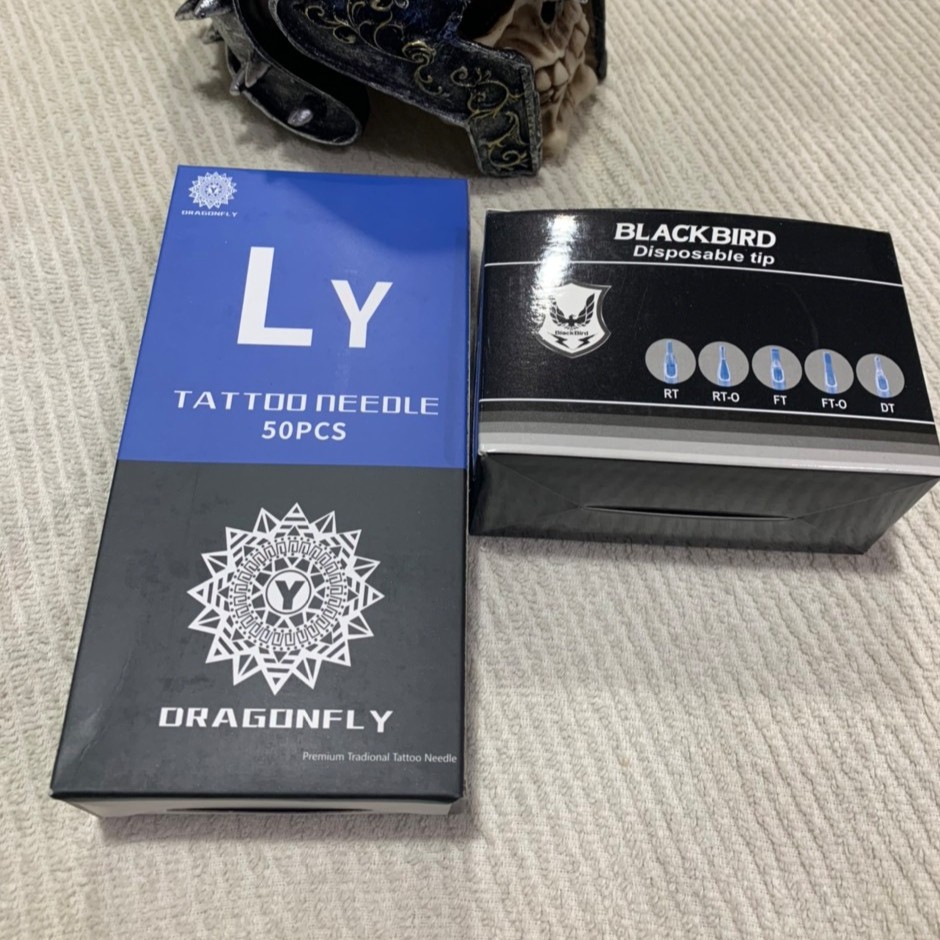 DRAGONFLY
LY
TATTOO NEEDLE
50PCS
Y
DRAGONFLY
Premium Tradional Tattoo Needle
BLACKBIRD
Disposable tip
BlackBird
RT RT-O FT FT-O DT